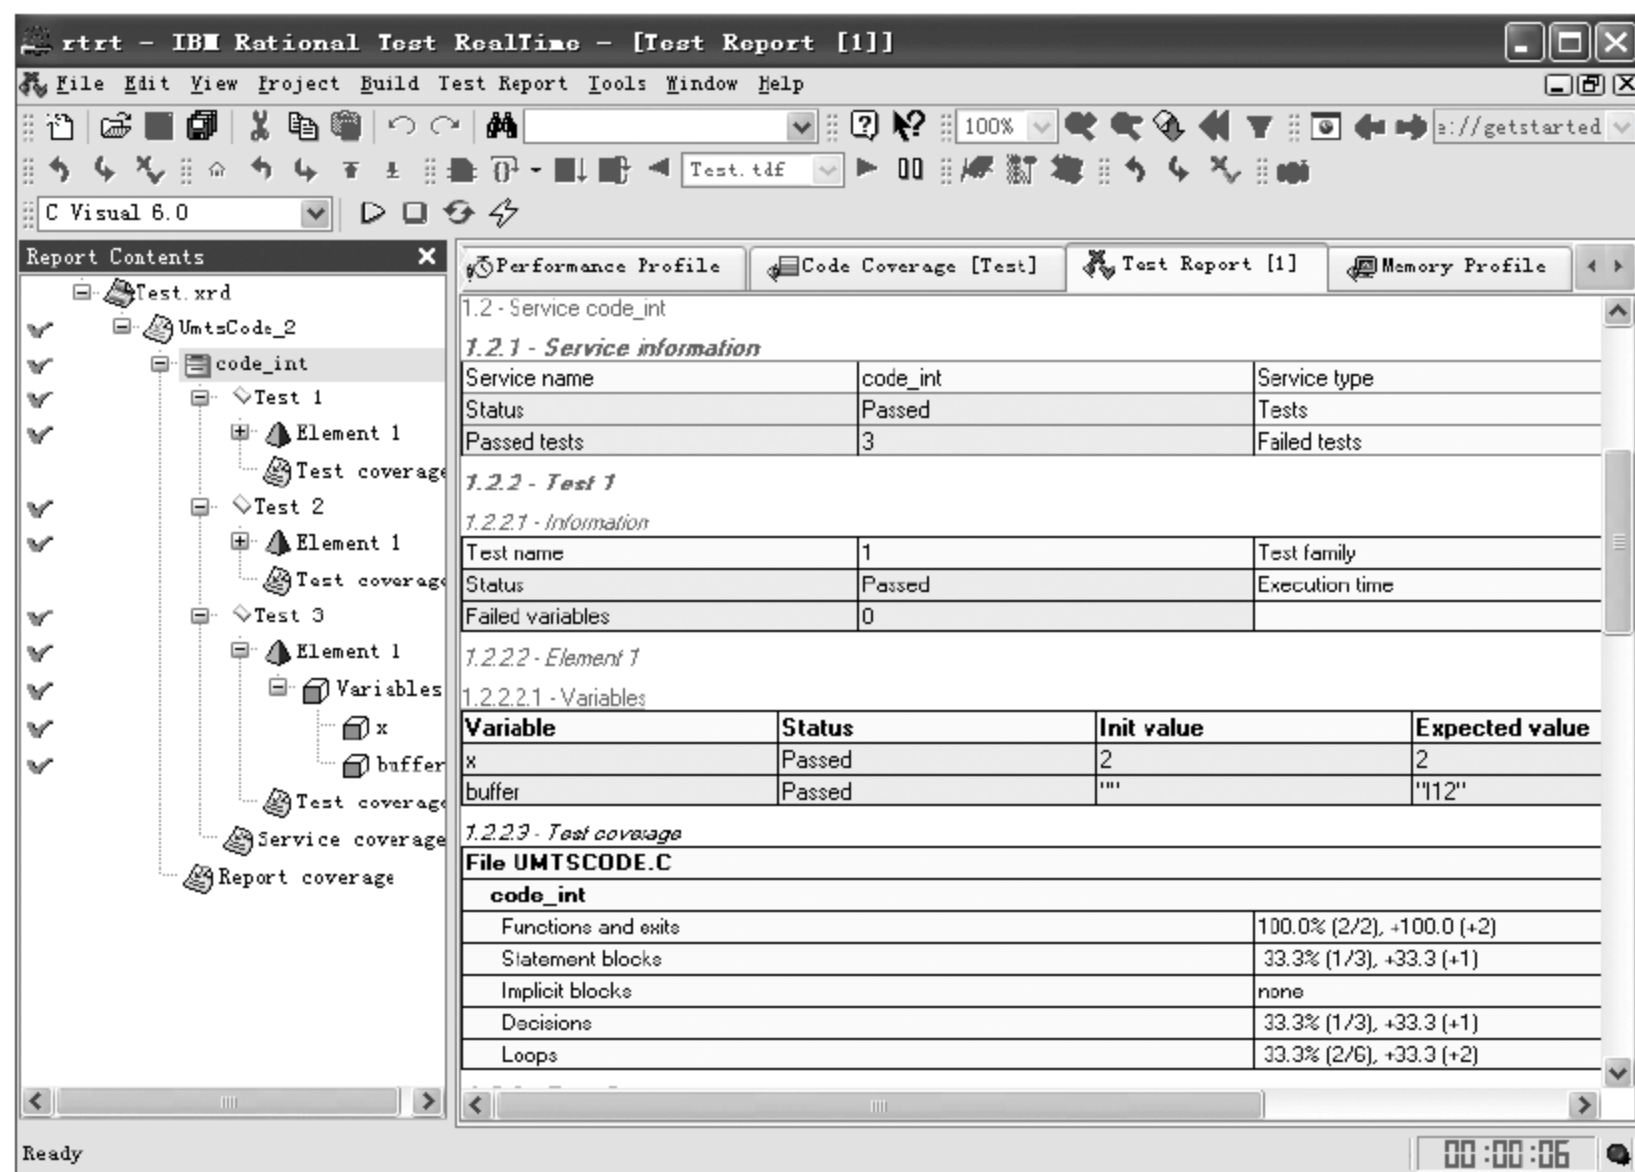 rtrt - IBM Rational Test RealTime - [Test Report [1]]
File Edit View Project Build Test Report Tools Window Help
100%
://getstarted
Test.tdf
C Visual 6.0
Report Contents
Test.xrd
UmtsCode_2
code_int
Test 1
Element 1
Test coverage
Test 2
Element 1
Test coverage
Test 3
Element 1
Variables
x
buffer
Test coverage
Service coverage
Report coverage
Performance Profile Code Coverage [Test] Test Report [1] Memory Profile
1.2 - Service code_int
1.2.1 - Service information
Service name code_int Service type
Status Passed Tests
Passed tests 3 Failed tests
1.2.2 - Test 1
1.2.2.1 - Information
Test name 1 Test family
Status Passed Execution time
Failed variables 0
1.2.2.2 - Element 1
1.2.2.2.1 - Variables
Variable Status Init value Expected value
x Passed 2 2
buffer Passed "" "I12"
1.2.2.3 - Test coverage
File UMTSCODE.C
code_int
Functions and exits 100.0% (2/2), +100.0 (+2)
Statement blocks 33.3% (1/3), +33.3 (+1)
Implicit blocks none
Decisions 33.3% (1/3), +33.3 (+1)
Loops 33.3% (2/6), +33.3 (+2)
Ready
00:00:06